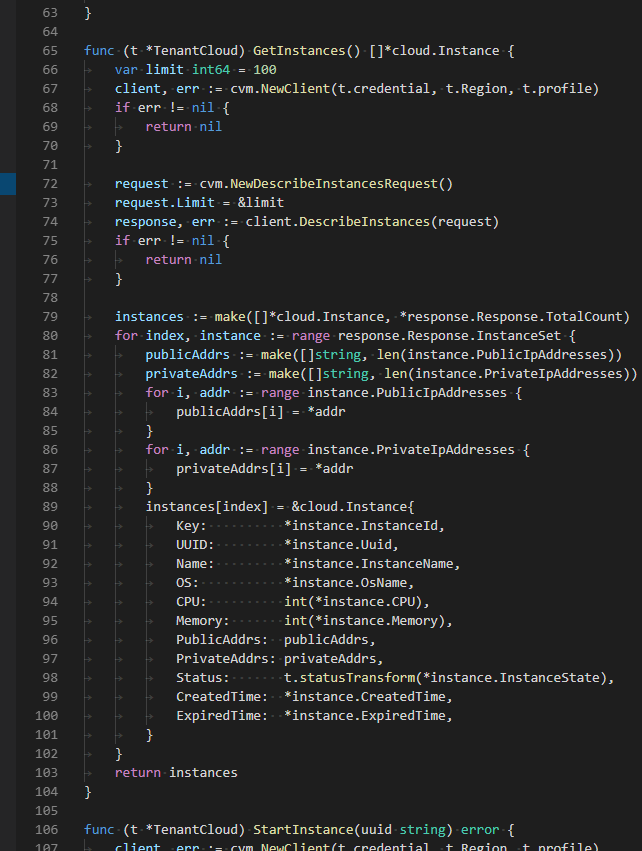 63 }
64
65 func (t *TenantCloud) GetInstances() []*cloud.Instance {
66 var limit int64 = 100
67 client, err := cvm.NewClient(t.credential, t.Region, t.profile)
68 if err != nil {
69 return nil
70 }
71
72 request := cvm.NewDescribeInstancesRequest()
73 request.Limit = &limit
74 response, err := client.DescribeInstances(request)
75 if err != nil {
76 return nil
77 }
78
79 instances := make([]*cloud.Instance, *response.Response.TotalCount)
80 for index, instance := range response.Response.InstanceSet {
81 publicAddrs := make([]string, len(instance.PublicIpAddresses))
82 privateAddrs := make([]string, len(instance.PrivateIpAddresses))
83 for i, addr := range instance.PublicIpAddresses {
84 publicAddrs[i] = *addr
85 }
86 for i, addr := range instance.PrivateIpAddresses {
87 privateAddrs[i] = *addr
88 }
89 instances[index] = &cloud.Instance{
90 Key: *instance.InstanceId,
91 UUID: *instance.Uuid,
92 Name: *instance.InstanceName,
93 OS: *instance.OsName,
94 CPU: int(*instance.CPU),
95 Memory: int(*instance.Memory),
96 PublicAddrs: publicAddrs,
97 PrivateAddrs: privateAddrs,
98 Status: t.statusTransform(*instance.InstanceState),
99 CreatedTime: *instance.CreatedTime,
100 ExpiredTime: *instance.ExpiredTime,
101 }
102 }
103 return instances
104 }
105
106 func (t *TenantCloud) StartInstance(uuid string) error {
107 client, err := cvm.NewClient(t.credential, t.Region, t.profile)